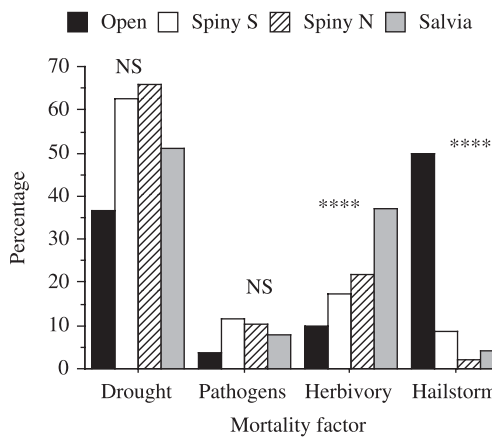 Open Spiny S Spiny N Salvia
70
60
50
40
30
20
10
0
Percentage
NS
NS
****
****
Drought Pathogens Herbivory Hailstorm
Mortality factor